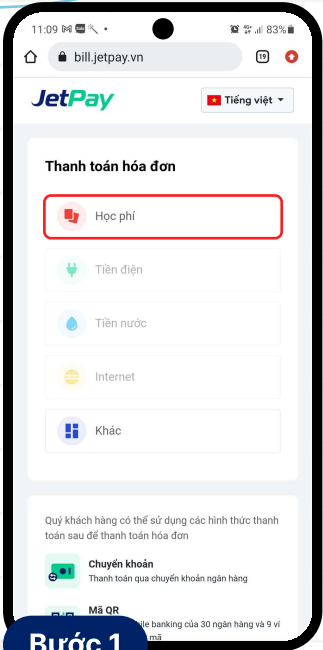 11:09 83%
bill.jetpay.vn 19
JetPay Tiếng việt
Thanh toán hóa đơn
Học phí
Tiền điện
Tiền nước
Internet
Khác
Quý khách hàng có thể sử dụng các hình thức thanh
toán sau để thanh toán hóa đơn
Chuyển khoản
Thanh toán qua chuyển khoản ngân hàng
Mã QR
banking của 30 ngân hàng và 9 ví
mã
Bước 1